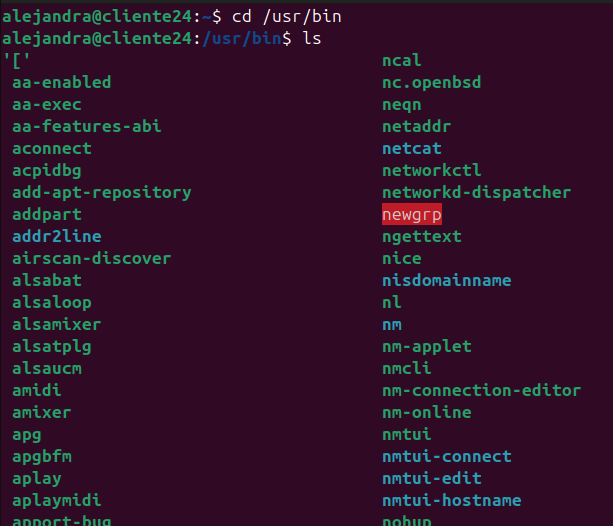 alejandra@cliente24:~$ cd /usr/bin
alejandra@cliente24:/usr/bin$ ls
'[' ncal
aa-enabled nc.openbsd
aa-exec neqn
aa-features-abi netaddr
aconnect netcat
acpidbg networkctl
add-apt-repository networkd-dispatcher
addpart newgrp
addr2line ngettext
airscan-discover nice
alsabat nisdomainname
alsaloop nl
alsamixer nm
alsatplg nm-applet
alsaucm nmcli
amidi nm-connection-editor
amixer nm-online
apg nmtui
apgbfm nmtui-connect
aplay nmtui-edit
aplaymidi nmtui-hostname
apport-bug nohup